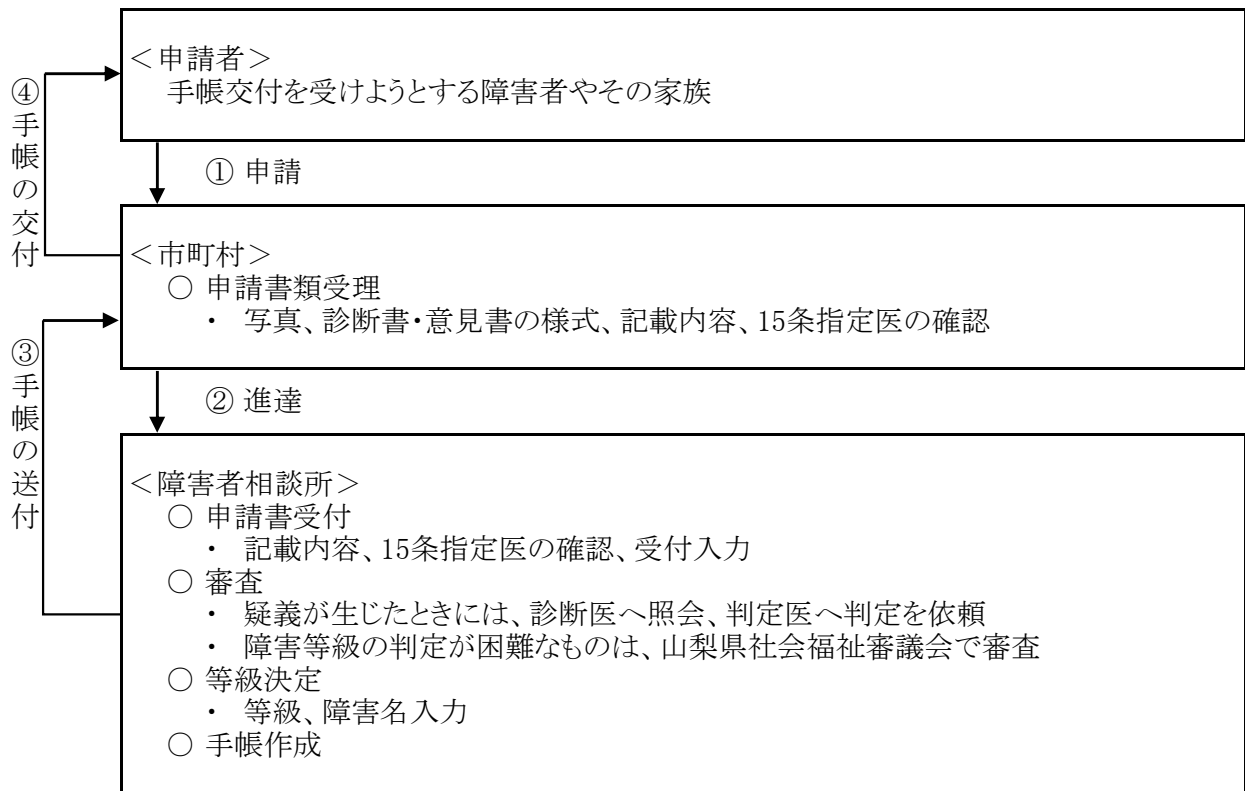 ＜申請者＞
手帳交付を受けようとする障害者やその家族
① 申請
④手帳の交付
＜市町村＞
○ 申請書類受理
・ 写真、診断書・意見書の様式、記載内容、15条指定医の確認
② 進達
③手帳の送付
＜障害者相談所＞
○ 申請書受付
・ 記載内容、15条指定医の確認、受付入力
○ 審査
・ 疑義が生じたときには、診断医へ照会、判定医へ判定を依頼
・ 障害等級の判定が困難なものは、山梨県社会福祉審議会で審査
○ 等級決定
・ 等級、障害名入力
○ 手帳作成